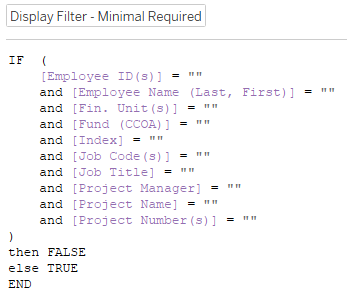 Display Filter - Minimal Required
IF (
[Employee ID(s)] = ""
and [Employee Name (Last, First)] = ""
and [Fin. Unit(s)] = ""
and [Fund (CCOA)] = ""
and [Index] = ""
and [Job Code(s)] = ""
and [Job Title] = ""
and [Project Manager] = ""
and [Project Name] = ""
and [Project Number(s)] = ""
)
then FALSE
else TRUE
END